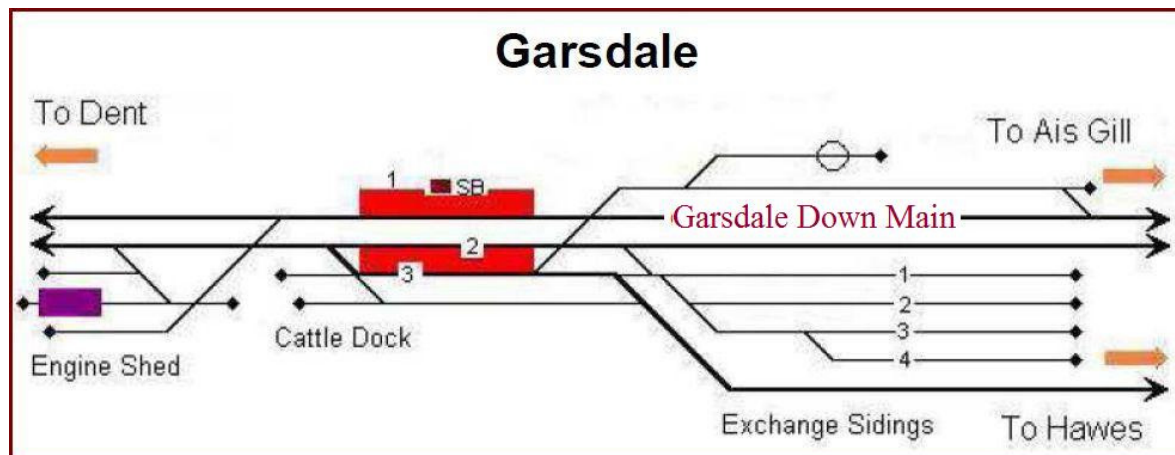 Garsdale
To Dent
To Ais Gill
1
SB
Garsdale Down Main
2
3
1
2
3
4
Cattle Dock
Engine Shed
Exchange Sidings
To Hawes